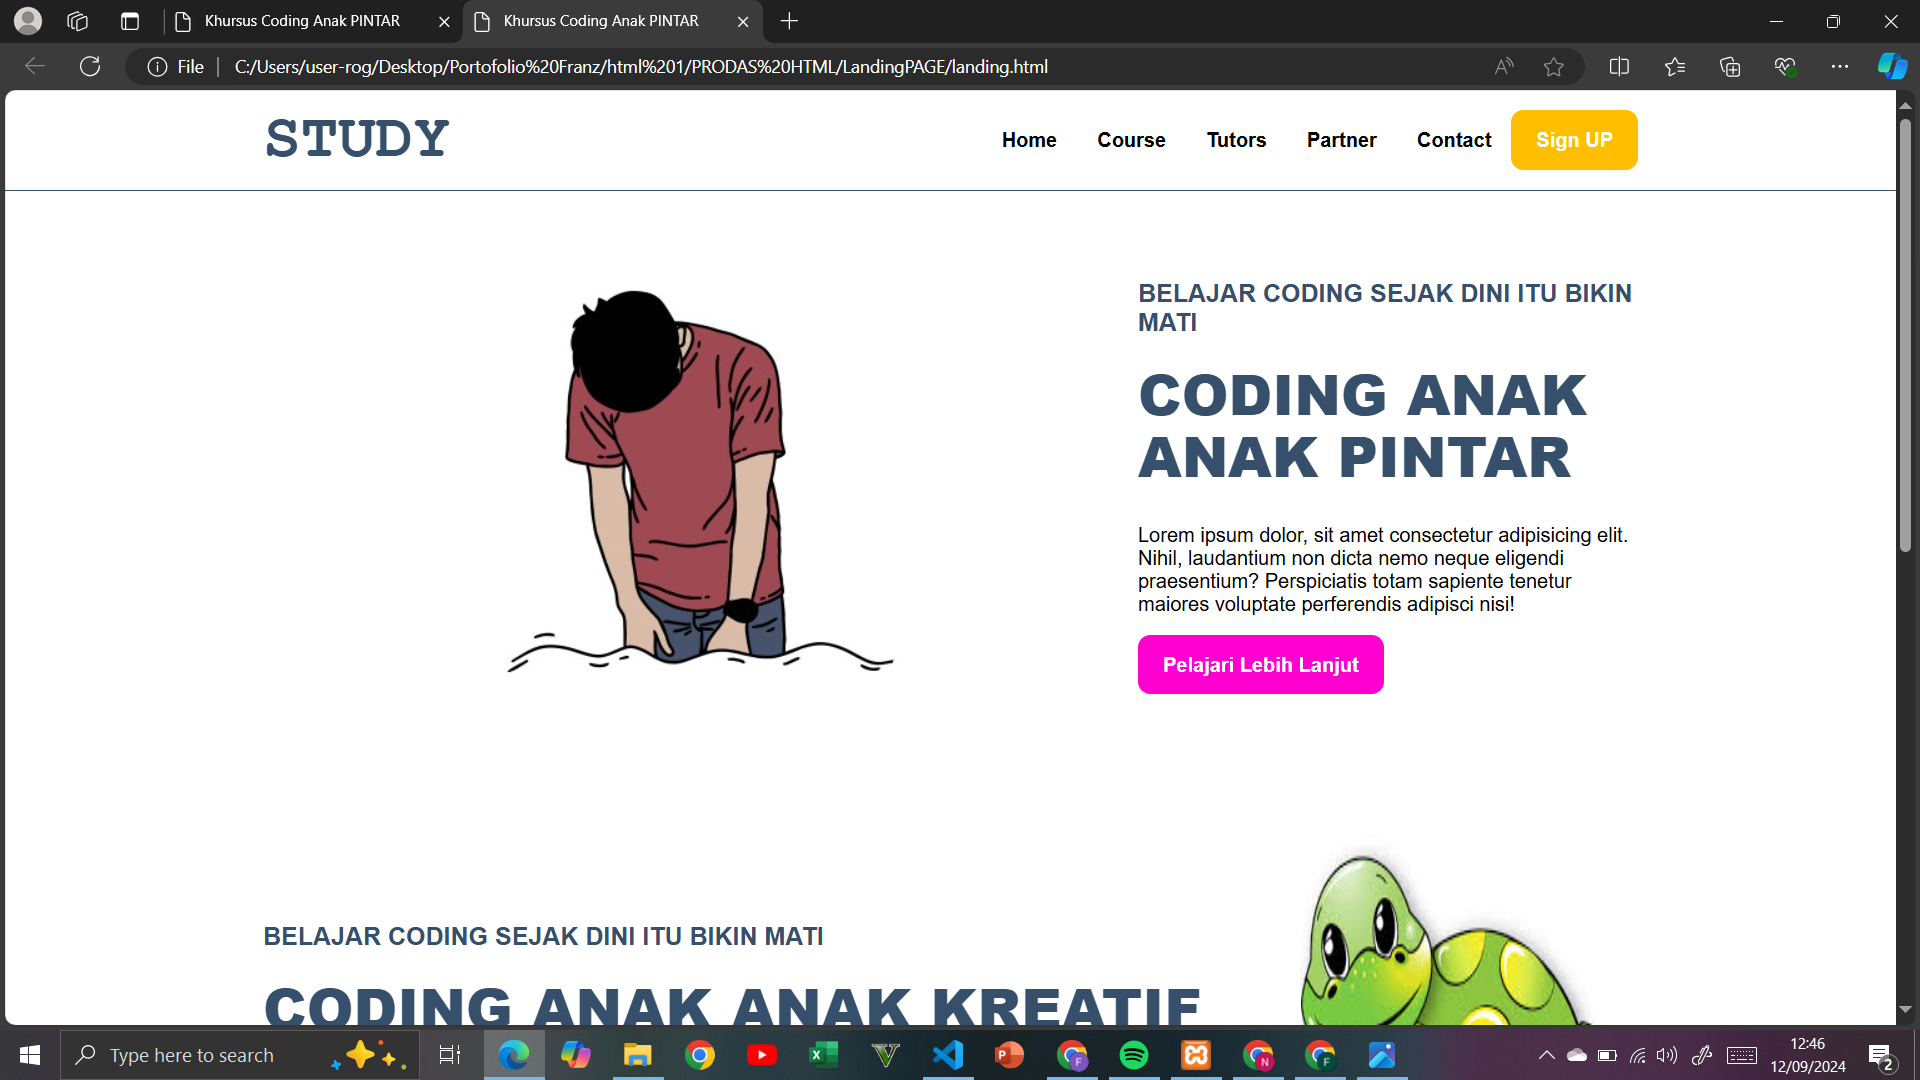 Khursus Coding Anak PINTAR
Khursus Coding Anak PINTAR
File
C:/Users/user-rog/Desktop/Portofolio%20Franz/html%201/PRODAS%20HTML/LandingPAGE/landing.html
STUDY
Home Course Tutors Partner Contact Sign UP
BELAJAR CODING SEJAK DINI ITU BIKIN
MATI
CODING ANAK
ANAK PINTAR
Lorem ipsum dolor, sit amet consectetur adipisicing elit.
Nihil, laudantium non dicta nemo neque eligendi
praesentium? Perspiciatis totam sapiente tenetur
maiores voluptate perferendis adipisci nisi!
Pelajari Lebih Lanjut
BELAJAR CODING SEJAK DINI ITU BIKIN MATI
CODING ANAK ANAK KREATIF
Type here to search
12:46
12/09/2024
2